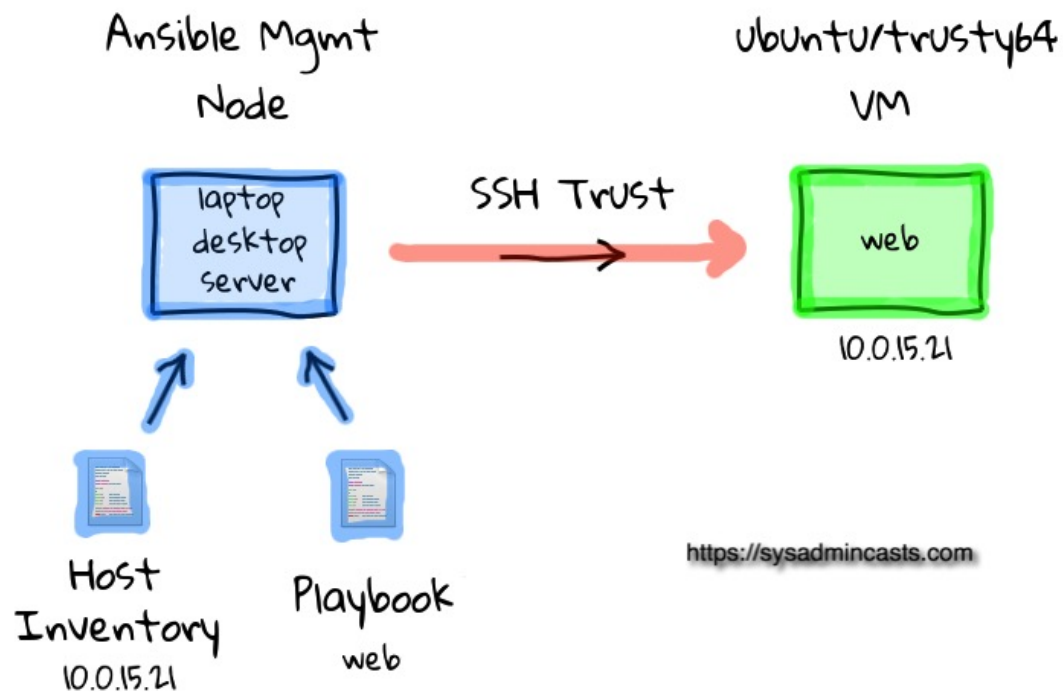 Ansible Mgmt
Node
ubuntu/trusty64
VM
laptop
desktop
server
SSH Trust
web
10.0.15.21
Host
Inventory
10.0.15.21
Playbook
web
https://sysadmincasts.com